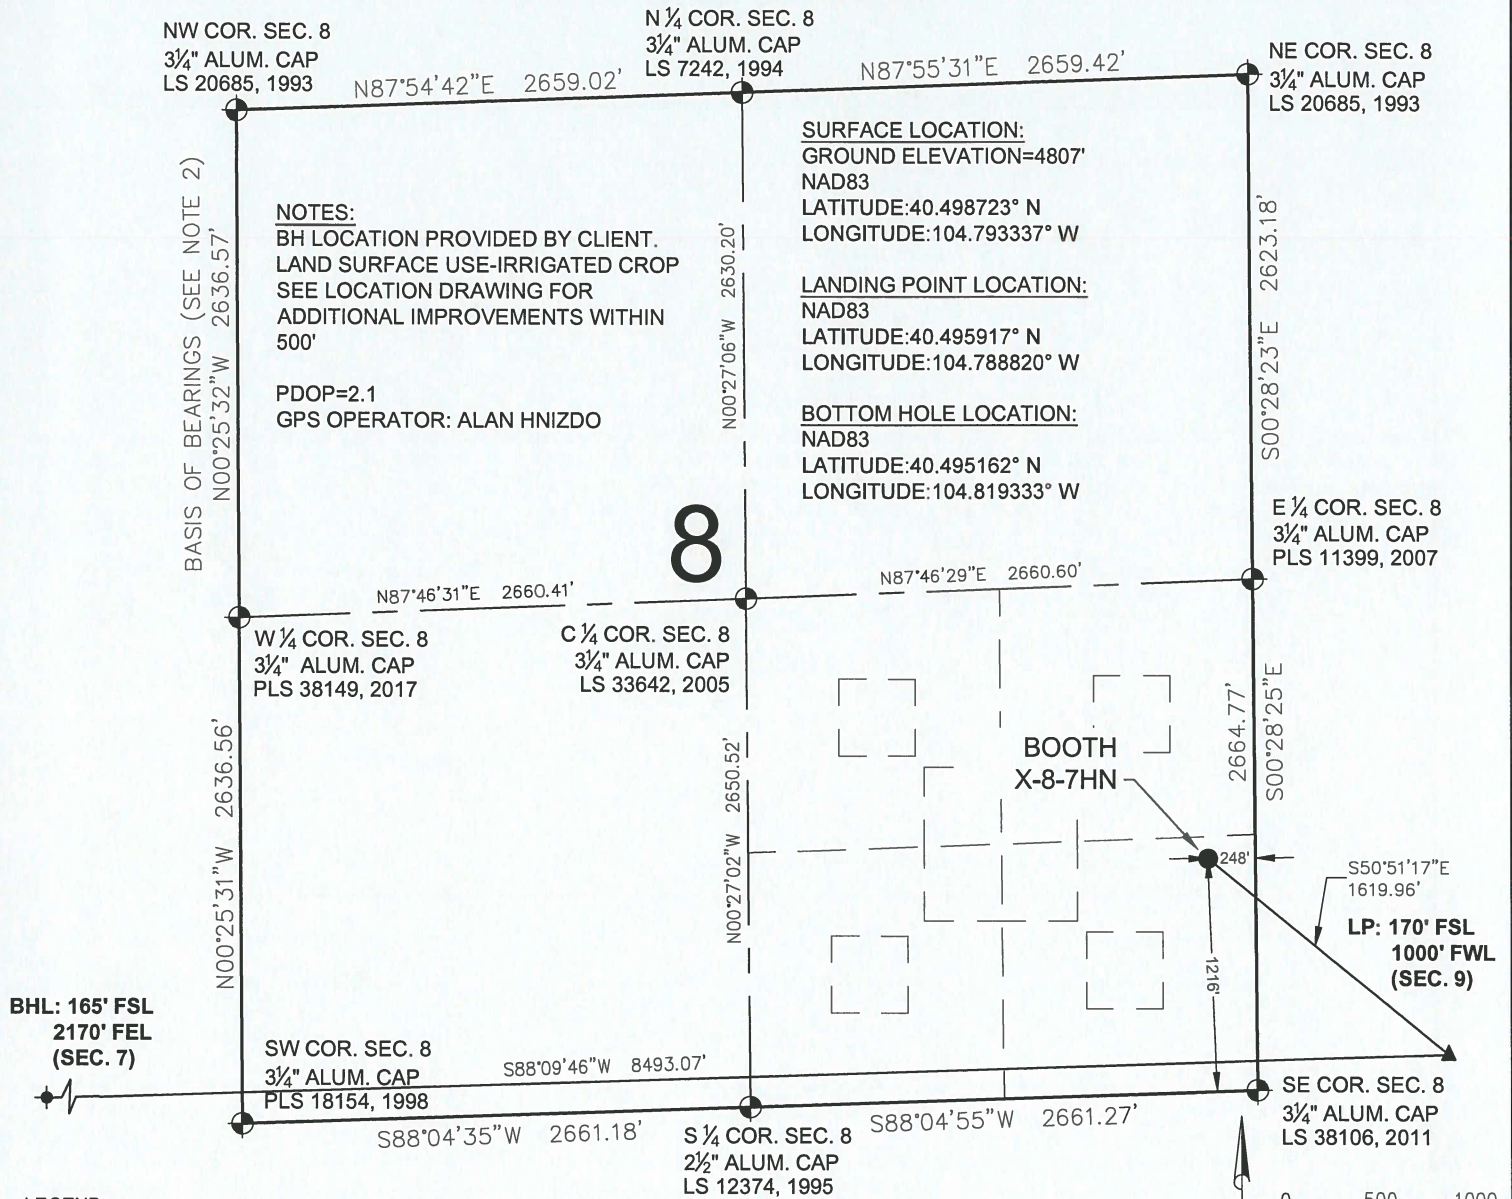 NW COR. SEC. 8
3¼" ALUM. CAP
LS 20685, 1993
N87°54'42"E 2659.02'
N ¼ COR. SEC. 8
3¼" ALUM. CAP
LS 7242, 1994
N87°55'31"E 2659.42'
NE COR. SEC. 8
3¼" ALUM. CAP
LS 20685, 1993
BASIS OF BEARINGS (SEE NOTE 2)
N00°25'32"W 2636.57'
NOTES:
BH LOCATION PROVIDED BY CLIENT.
LAND SURFACE USE-IRRIGATED CROP
SEE LOCATION DRAWING FOR
ADDITIONAL IMPROVEMENTS WITHIN
500'
PDOP=2.1
GPS OPERATOR: ALAN HNIZDO
N00°27'06"W 2630.20'
SURFACE LOCATION:
GROUND ELEVATION=4807'
NAD83
LATITUDE:40.498723° N
LONGITUDE:104.793337° W
LANDING POINT LOCATION:
NAD83
LATITUDE:40.495917° N
LONGITUDE:104.788820° W
BOTTOM HOLE LOCATION:
NAD83
LATITUDE:40.495162° N
LONGITUDE:104.819333° W
S00°28'23"E 2623.18'
8
E ¼ COR. SEC. 8
3¼" ALUM. CAP
PLS 11399, 2007
N87°46'31"E 2660.41'
N87°46'29"E 2660.60'
W ¼ COR. SEC. 8
3¼" ALUM. CAP
PLS 38149, 2017
C ¼ COR. SEC. 8
3¼" ALUM. CAP
LS 33642, 2005
N00°25'31"W 2636.56'
N00°27'02"W 2650.52'
BOOTH
X-8-7HN
2664.77'
S00°28'25"E
248'
1216'
S50°51'17"E
1619.96'
LP: 170' FSL
1000' FWL
(SEC. 9)
BHL: 165' FSL
2170' FEL
(SEC. 7)
SW COR. SEC. 8
3¼" ALUM. CAP
PLS 18154, 1998
S88°09'46"W 8493.07'
S88°04'35"W 2661.18'
S ¼ COR. SEC. 8
2½" ALUM. CAP
LS 12374, 1995
S88°04'55"W 2661.27'
SE COR. SEC. 8
3¼" ALUM. CAP
LS 38106, 2011
LEGEND
0 500 1000